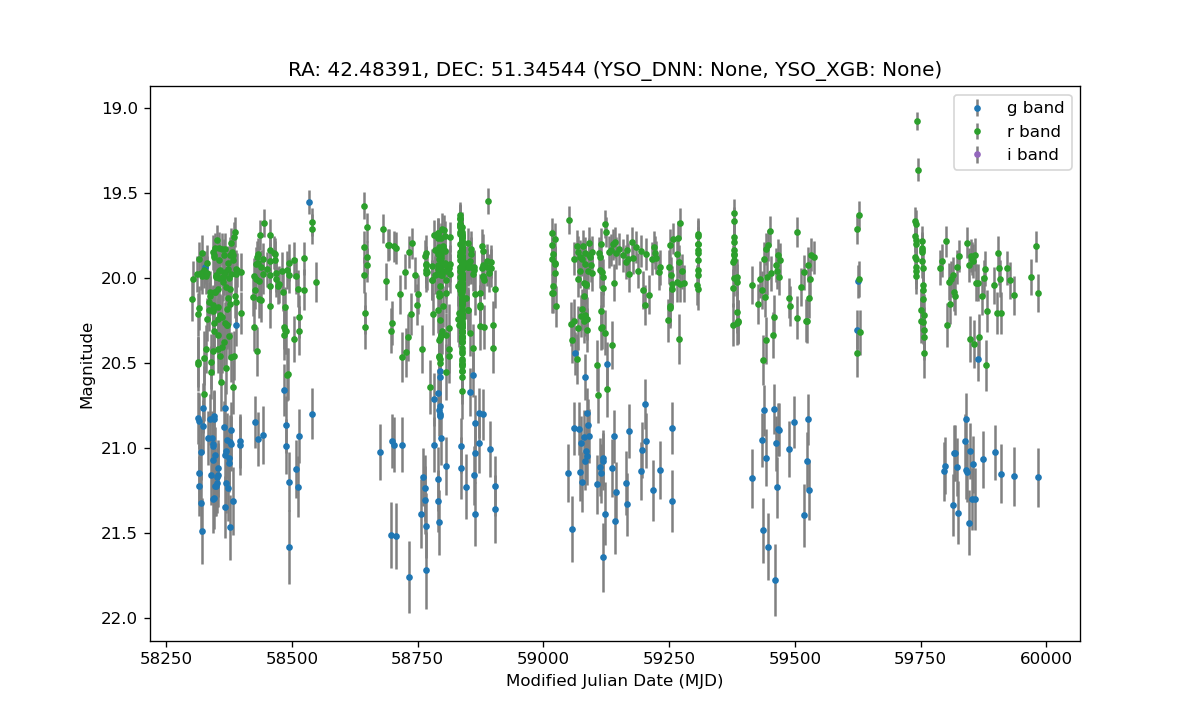 RA: 42.48391, DEC: 51.34544 (YSO_DNN: None, YSO_XGB: None)
g band
r band
i band
19.0
19.5
20.0
20.5
21.0
21.5
22.0
Magnitude
58250 58500 58750 59000 59250 59500 59750 60000
Modified Julian Date (MJD)